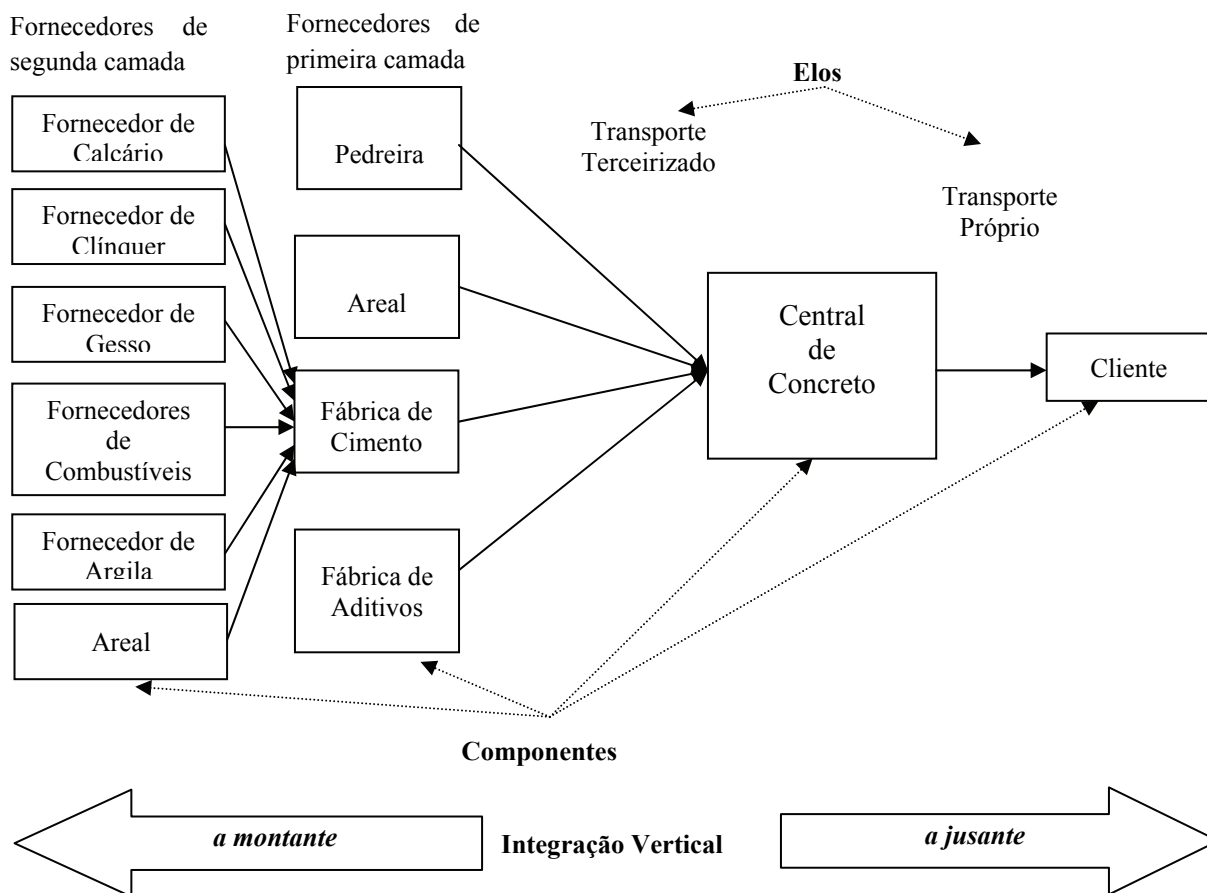 Fornecedores de
segunda camada
Fornecedor de
Calcário
Fornecedor de
Clínquer
Fornecedor de
Gesso
Fornecedores
de
Combustíveis
Fornecedor de
Argila
Areal
Fornecedores de
primeira camada
Pedreira
Areal
Fábrica de
Cimento
Fábrica de
Aditivos
Elos
Transporte
Terceirizado
Transporte
Próprio
Central
de
Concreto
Cliente
Componentes
a montante
Integração Vertical
a jusante